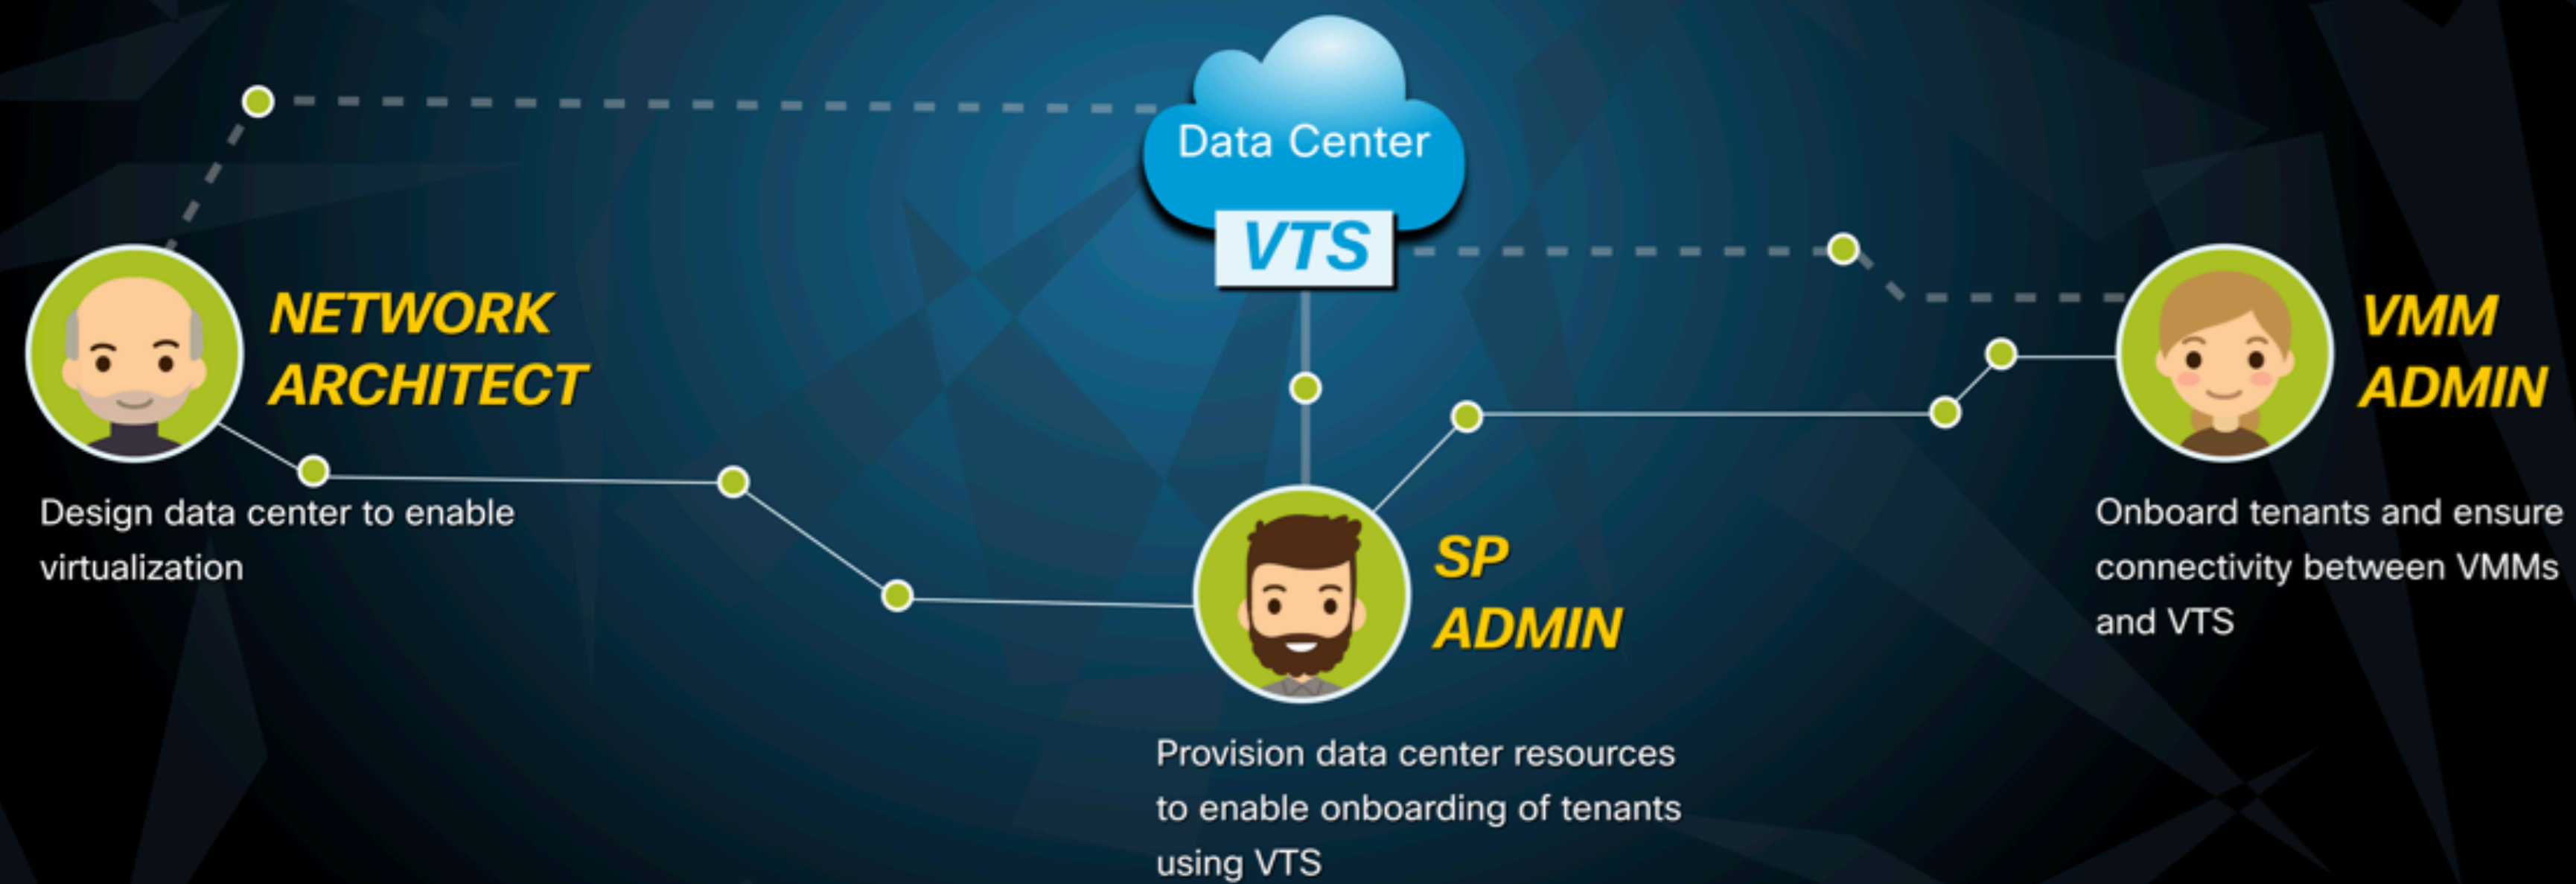 Data Center
VTS
NETWORK
ARCHITECT
Design data center to enable
virtualization
SP
ADMIN
Provision data center resources
to enable onboarding of tenants
using VTS
VMM
ADMIN
Onboard tenants and ensure
connectivity between VMMs
and VTS